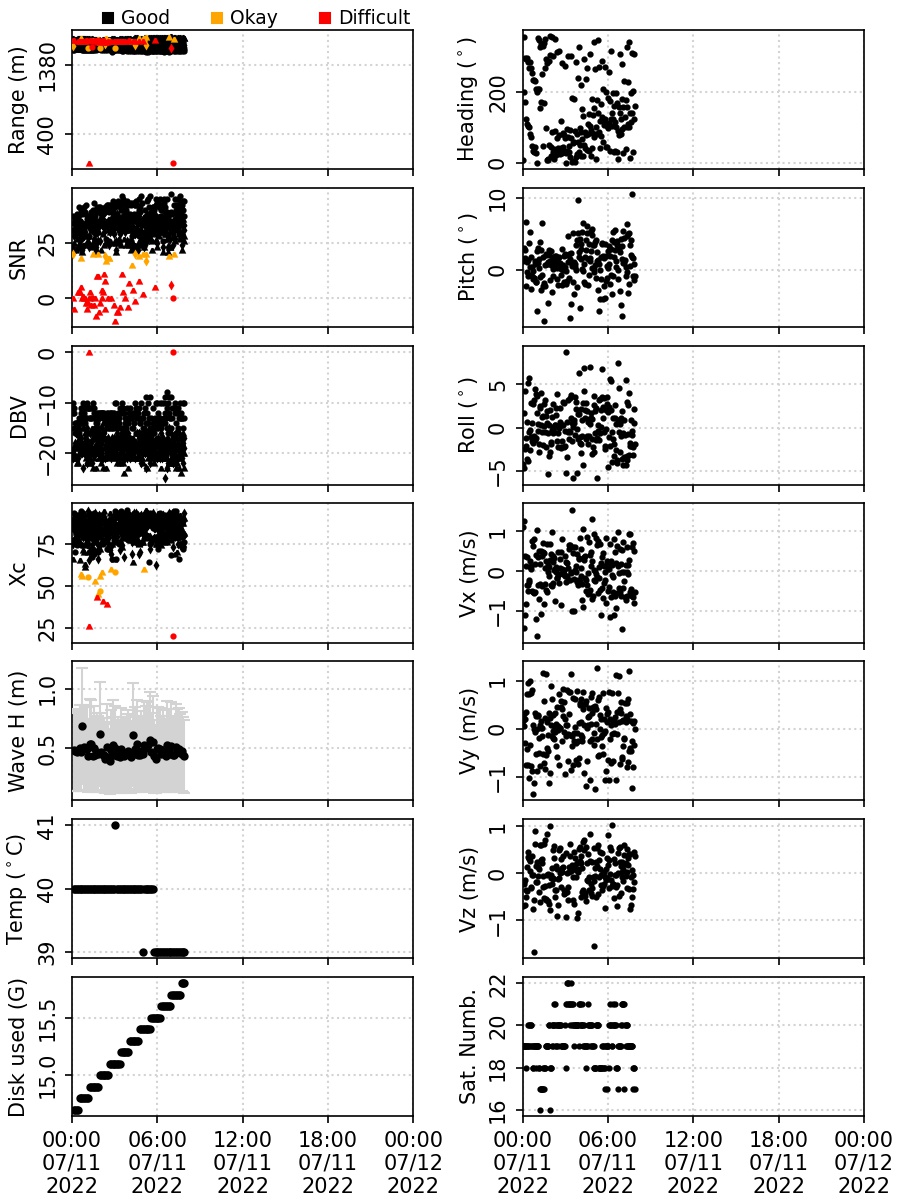 Good Okay Difficult
Range (m)
1380
400
Heading (°)
200
0
SNR
25
0
Pitch (°)
10
0
DBV
0
−10
−20
Roll (°)
5
0
−5
Xc
75
50
25
Vx (m/s)
1
0
−1
Wave H (m)
1.0
0.5
Vy (m/s)
1
0
−1
Temp (°C)
41
40
39
Vz (m/s)
1
0
−1
Disk used (G)
15.5
15.0
Sat. Numb.
22
20
18
16
00:00 06:00 12:00 18:00 00:00
07/11 07/11 07/11 07/11 07/12
2022 2022 2022 2022 2022
00:00 06:00 12:00 18:00 00:00
07/11 07/11 07/11 07/11 07/12
2022 2022 2022 2022 2022